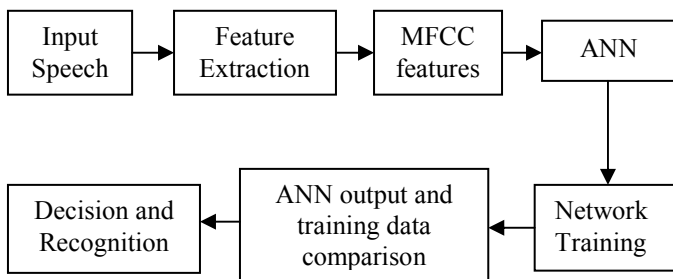 Input
Speech
Feature
Extraction
MFCC
features
ANN
Network
Training
ANN output and
training data
comparison
Decision and
Recognition